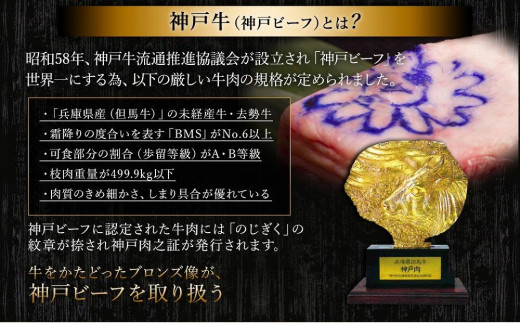 神戸牛(神戸ビーフ)とは?
昭和58年、神戸牛流通推進協議会が設立され「神戸ビーフ」を
世界一にする為、以下の厳しい牛肉の規格が定められました。
・「兵庫県産(但馬牛)」の未経産牛・去勢牛
・霜降りの度合いを表す「BMS」がNo.6以上
・可食部分の割合(歩留等級)がA・B等級
・枝肉重量が499.9kg以下
・肉質のきめ細かさ、しまり具合が優れている
神戸ビーフに認定された牛肉には「のじぎく」の
紋章が捺され神戸肉之証が発行されます。
牛をかたどったブロンズ像が、
神戸ビーフを取り扱う
兵庫県但馬牛
神戸肉